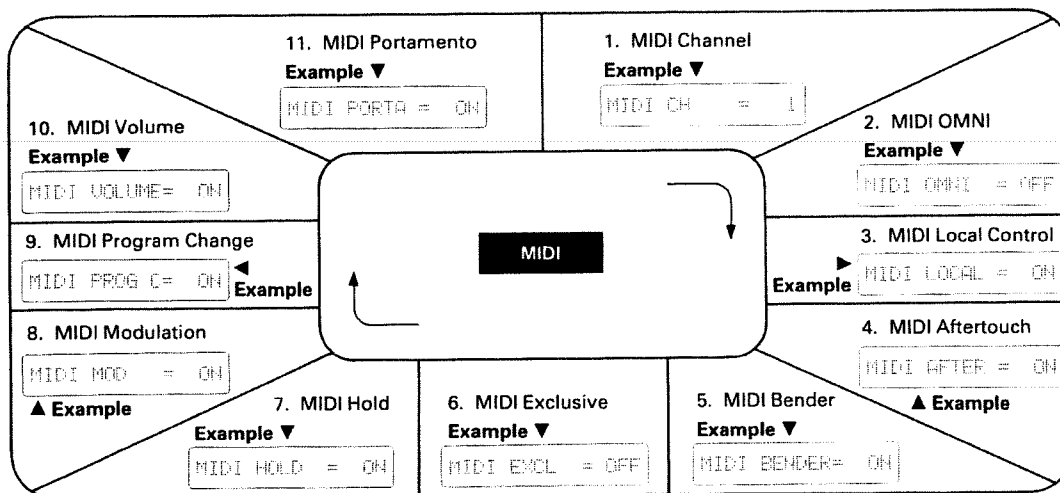 11. MIDI Portamento
Example ▼
MIDI PORTA = ON
1. MIDI Channel
Example ▼
MIDI CH = 1
2. MIDI OMNI
Example ▼
MIDI OMNI = OFF
3. MIDI Local Control
► Example
MIDI LOCAL = ON
4. MIDI Aftertouch
MIDI AFTER = ON
▲ Example
5. MIDI Bender
Example ▼
MIDI BENDER= ON
6. MIDI Exclusive
Example ▼
MIDI EXCL = OFF
7. MIDI Hold
Example ▼
MIDI HOLD = ON
8. MIDI Modulation
MIDI MOD = ON
▲ Example
9. MIDI Program Change
MIDI PROG C= ON
◄ Example
10. MIDI Volume
Example ▼
MIDI VOLUME= ON
MIDI